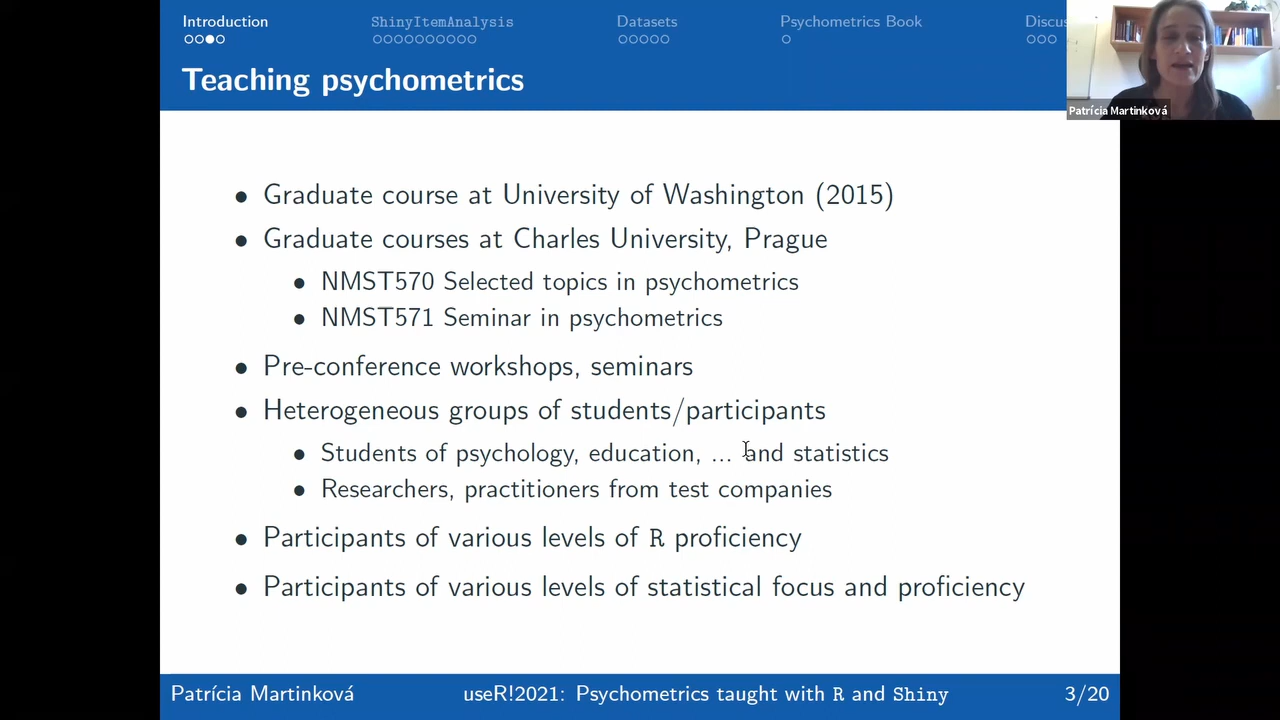 Introduction
ShinyItemAnalysis
Datasets
Psychometrics Book
Discus
Teaching psychometrics
Patrícia Martinková
• Graduate course at University of Washington (2015)
• Graduate courses at Charles University, Prague
• NMST570 Selected topics in psychometrics
• NMST571 Seminar in psychometrics
• Pre-conference workshops, seminars
• Heterogeneous groups of students/participants
• Students of psychology, education, ... and statistics
• Researchers, practitioners from test companies
• Participants of various levels of R proficiency
• Participants of various levels of statistical focus and proficiency
Patrícia Martinková
useR!2021: Psychometrics taught with R and Shiny
3/20